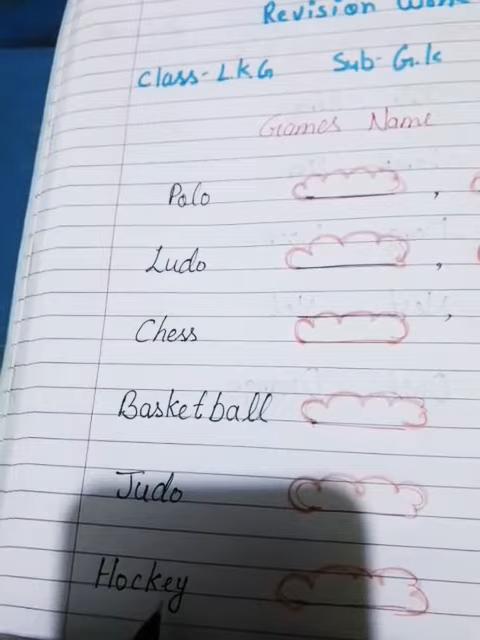 Revision
Class- L.K.G Sub- G.k
Games Name
Polo ,
Ludo ,
Chess ,
Basketball
Judo
Hockey